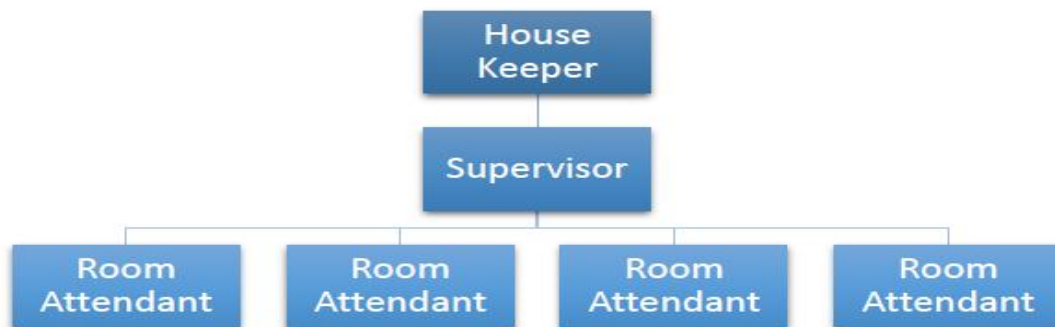 House
Keeper
Supervisor
Room
Attendant
Room
Attendant
Room
Attendant
Room
Attendant